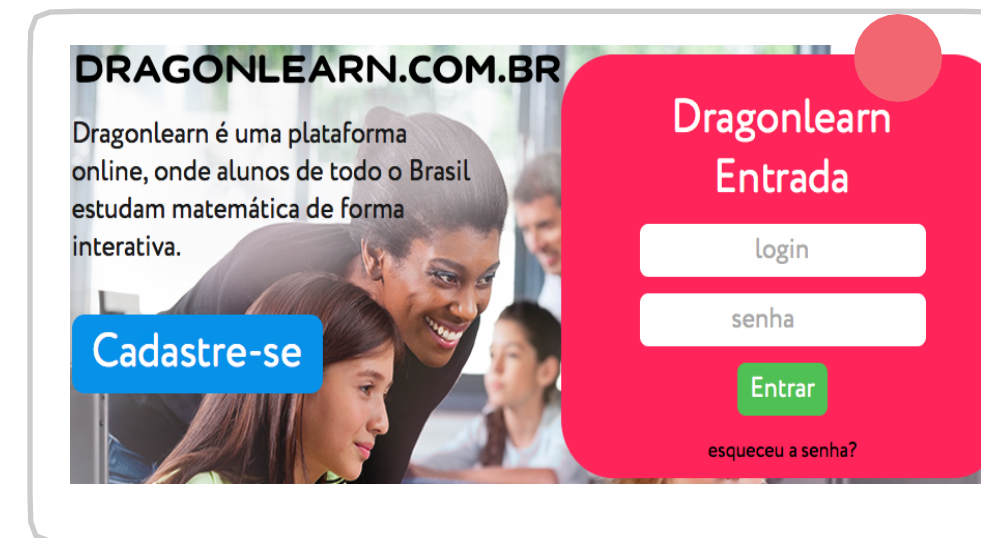 DRAGONLEARN.COM.BR
Dragonlearn é uma plataforma
online, onde alunos de todo o Brasil
estudam matemática de forma
interativa.
Cadastre-se
Dragonlearn
Entrada
login
senha
Entrar
esqueceu a senha?